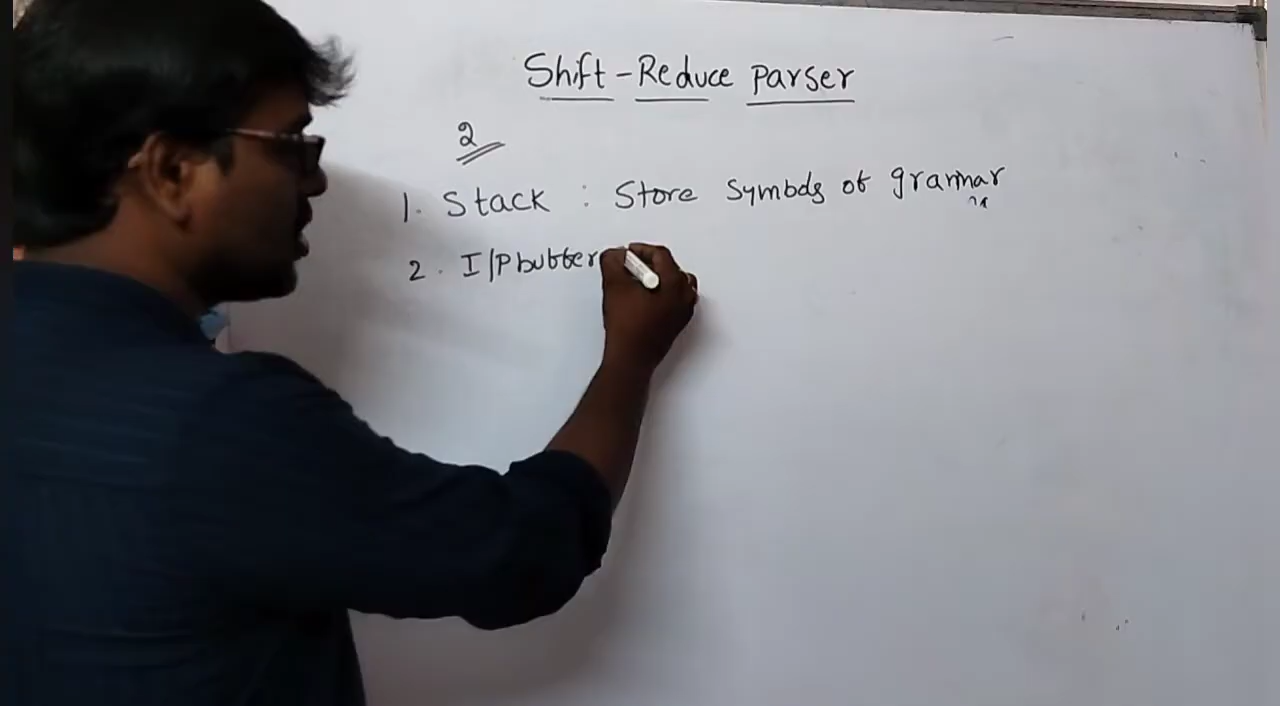 Shift-Reduce Parser
2
1. Stack : Store Symbols of grammar
2. I/P buffer